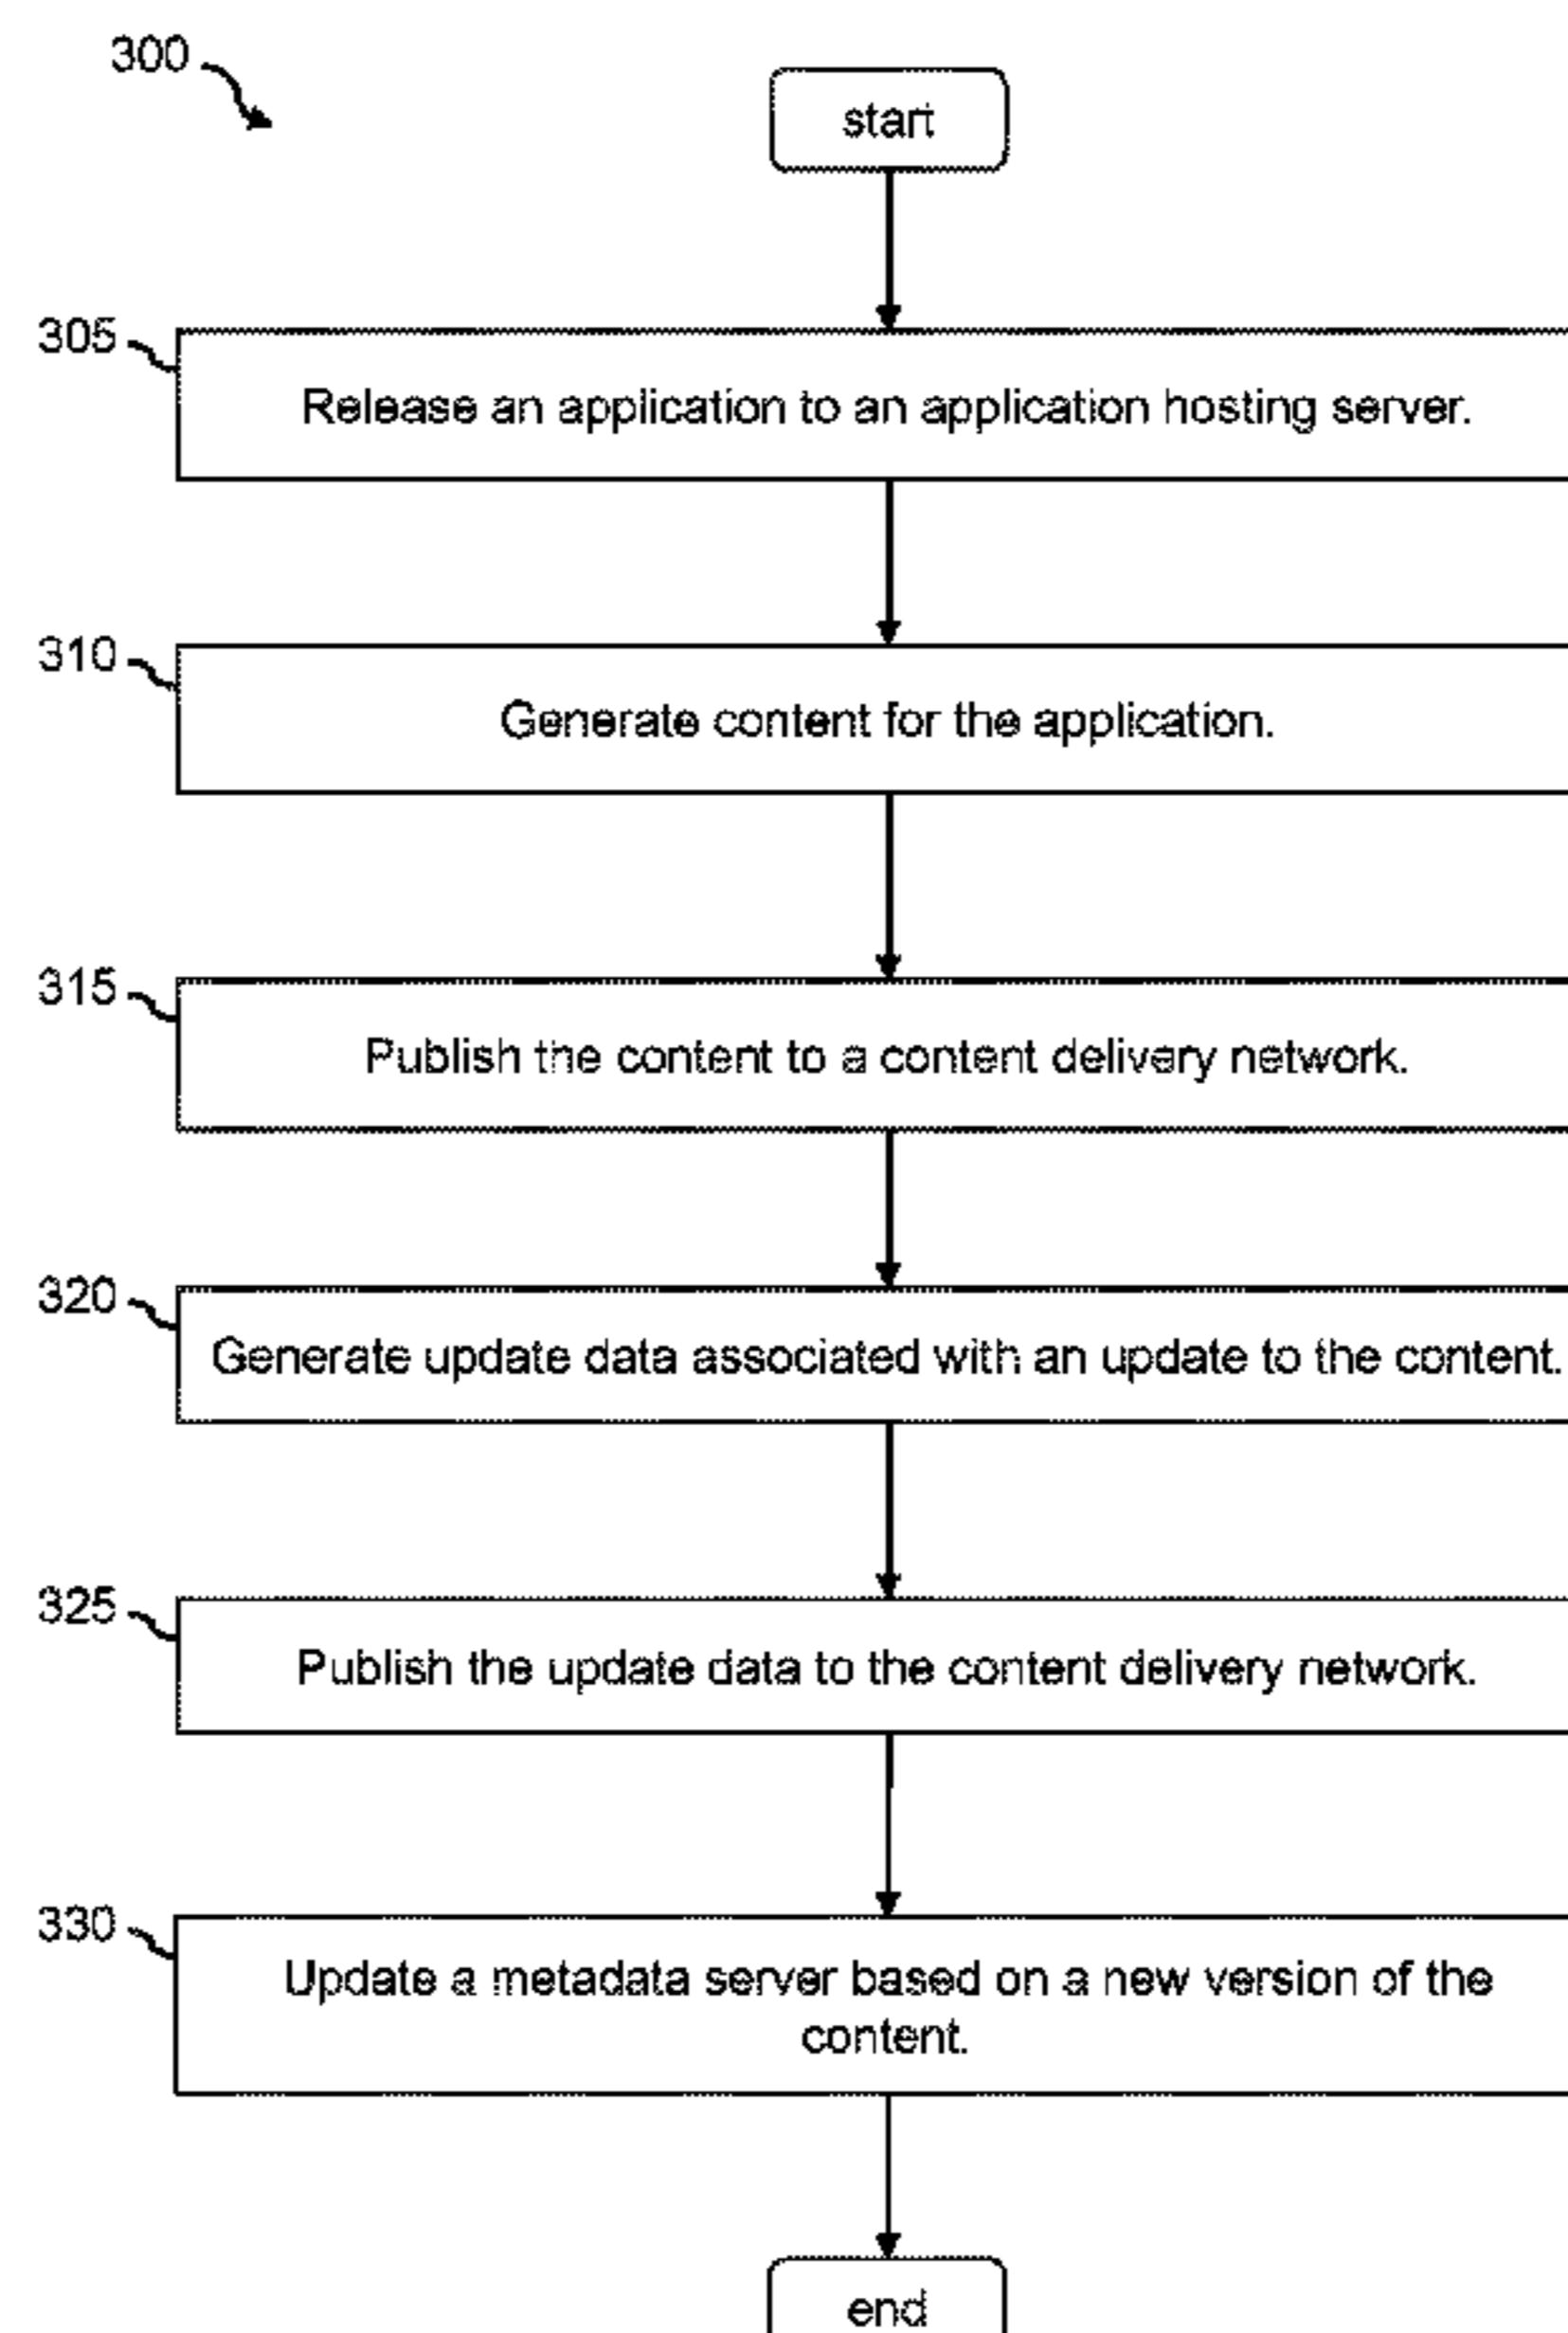 300
start
305
Release an application to an application hosting server.
310
Generate content for the application.
315
Publish the content to a content delivery network.
320
Generate update data associated with an update to the content.
325
Publish the update data to the content delivery network.
330
Update a metadata server based on a new version of the
content.
end